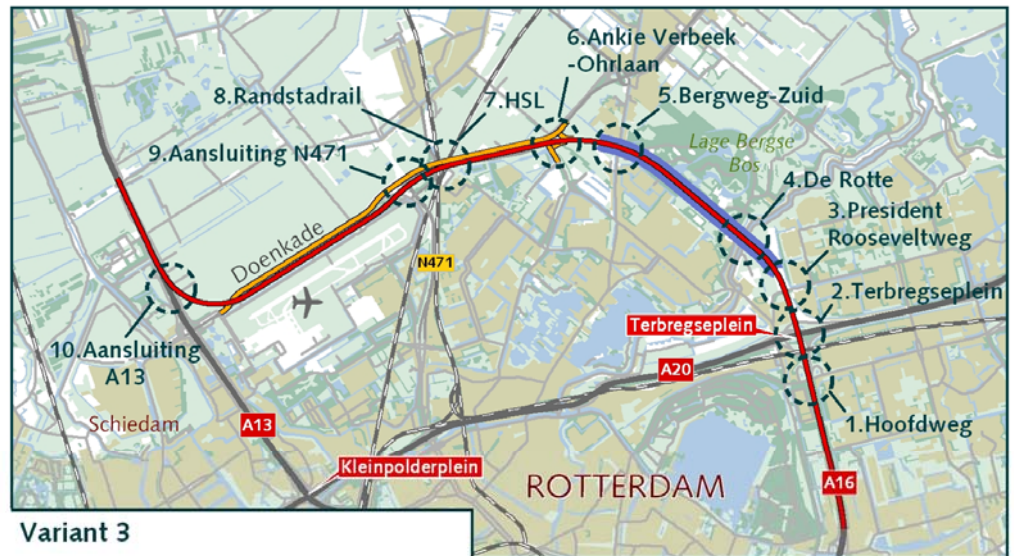 6.Ankie Verbeek
-Ohrlaan
8.Randstadrail
7.HSL
5.Bergweg-Zuid
9.Aansluiting N471
Lage Bergse
Bos
4.De Rotte
3.President
Rooseveltweg
Doenkade
N471
2.Terbregseplein
Terbregseplein
10.Aansluiting
A13
A20
Schiedam
A13
1.Hoofdweg
Kleinpolderplein
ROTTERDAM
A16
Variant 3